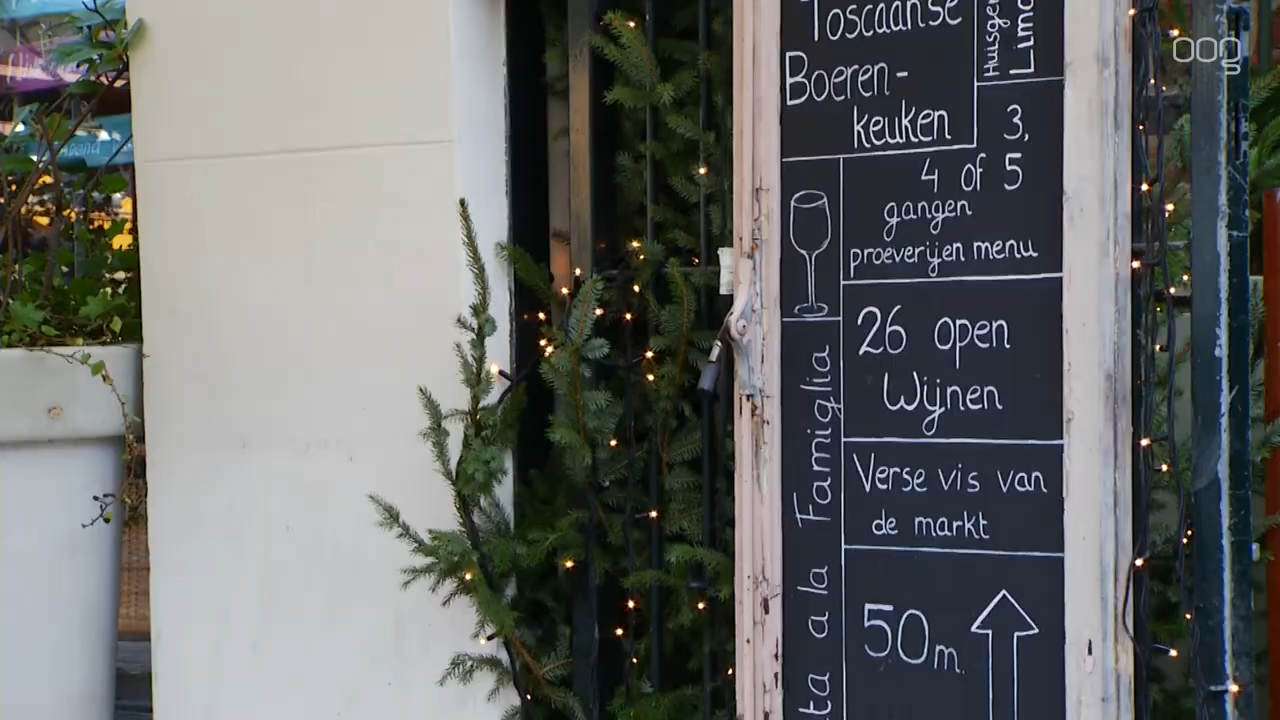 oog
Toscaanse
Boeren-
keuken
Huisge
Lim
3,
4 of 5
gangen
proeverijen menu
26 open
Wijnen
Verse vis van
de markt
50m.
ta a la Famiglia